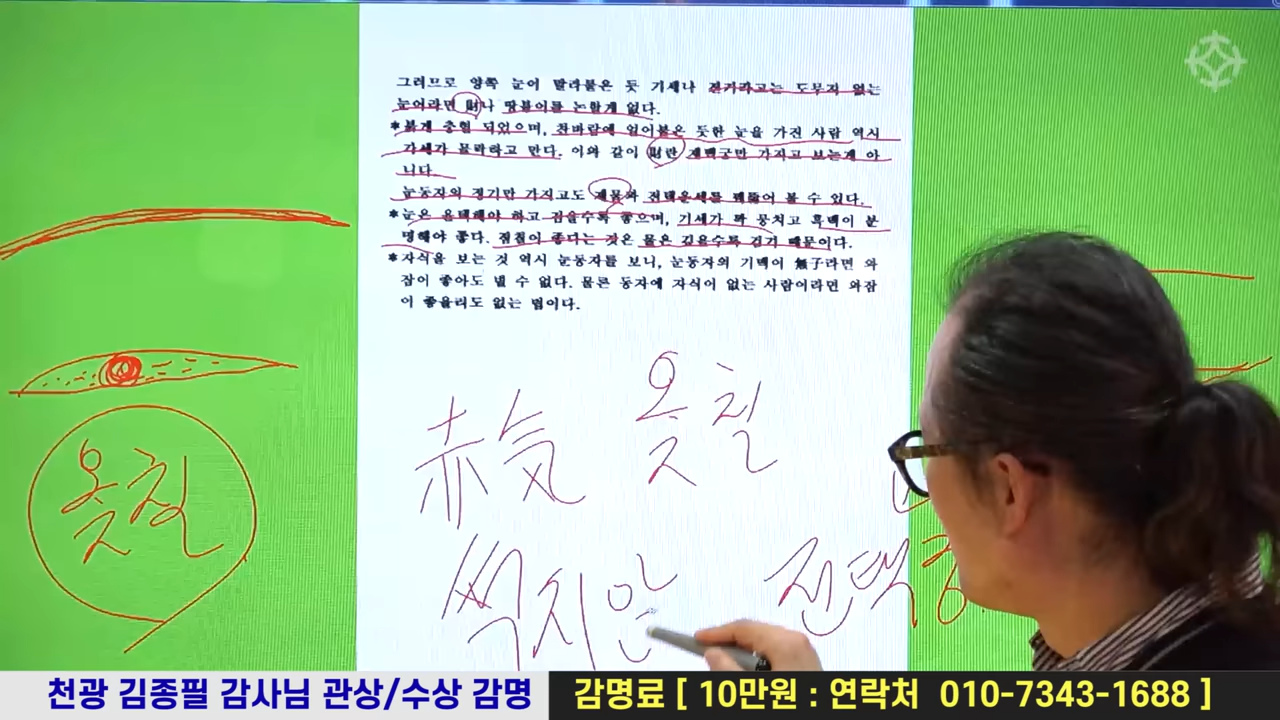 그러므로 양쪽 눈이 말라붙은 듯 기세나 정기라고는 도무지 없는
눈이라면 財나 땅붙이를 논할게 없다.
*붉게 충혈 되었으며, 찬바람에 얼어붙은 듯한 눈을 가진 사람 역시
가세가 몰락하고 만다. 이와 같이 財란 재백궁만 가지고 보는게 아
니다.
눈동자의 정기만 가지고도 재물과 전택운세를 꿰뚫어 볼 수 있다.
*눈은 윤택해야 하고 검을수록 좋으며, 기세가 꽉 뭉치고 흑백이 분
명해야 좋다. 점칠이 좋다는 것은 물은 깊을수록 검기 때문이다.
*자식을 보는 것 역시 눈동자를 보니, 눈동자의 기백이 無子라면 와
잠이 좋아도 별 수 없다. 물론 동자에 자식이 없는 사람이라면 와잠
이 좋을리도 없는 법이다.
赤気 옻칠
옻칠
썩지않 전택궁
천광 김종필 감사님 관상/수상 감명
감명료 [ 10만원 : 연락처 010-7343-1688 ]